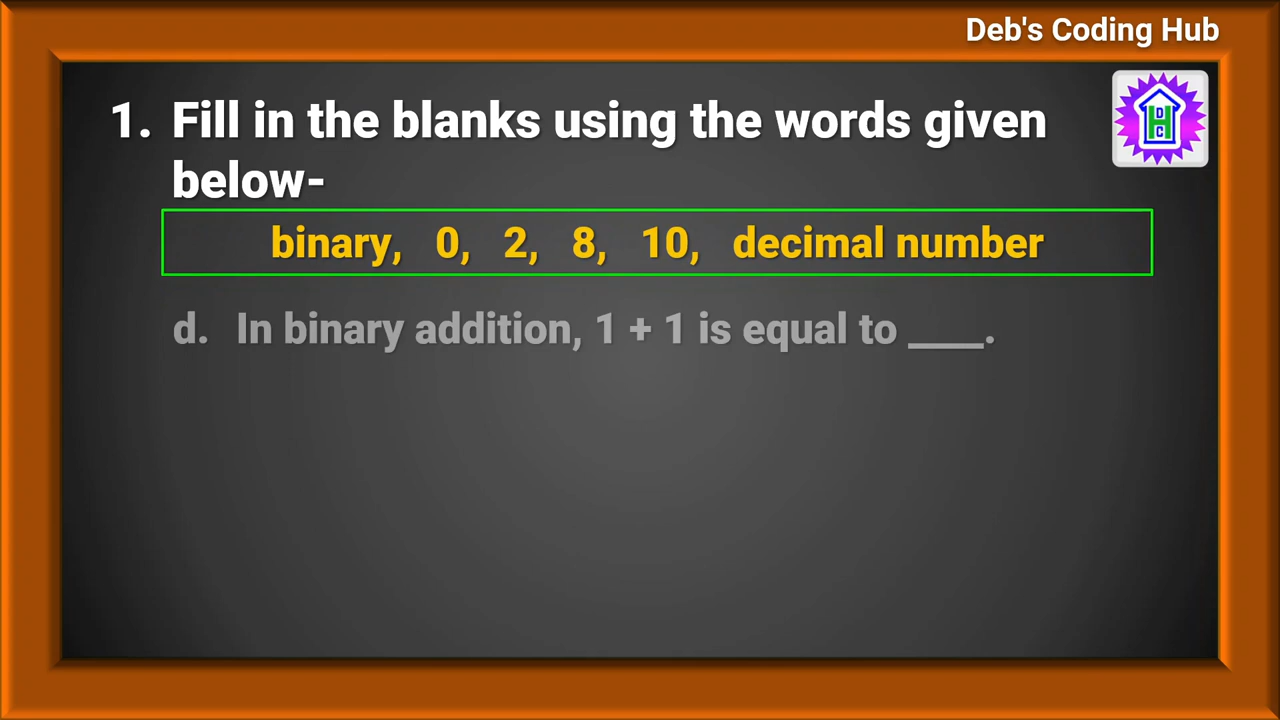 Deb's Coding Hub
1. Fill in the blanks using the words given
below-
binary, 0, 2, 8, 10, decimal number
d. In binary addition, 1 + 1 is equal to ____.
D
H
C